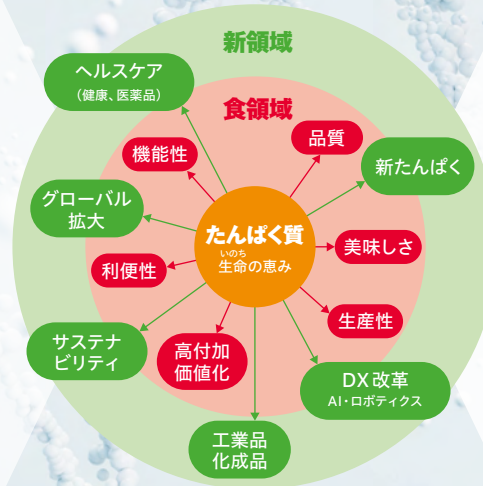 新領域
ヘルスケア
（健康、医薬品）
食領域
品質
機能性
新たんぱく
グローバル
拡大
たんぱく質
いのち
生命の恵み
美味しさ
利便性
生産性
サステナ
ビリティ
高付加
価値化
DX改革
AI・ロボティクス
工業品
化成品